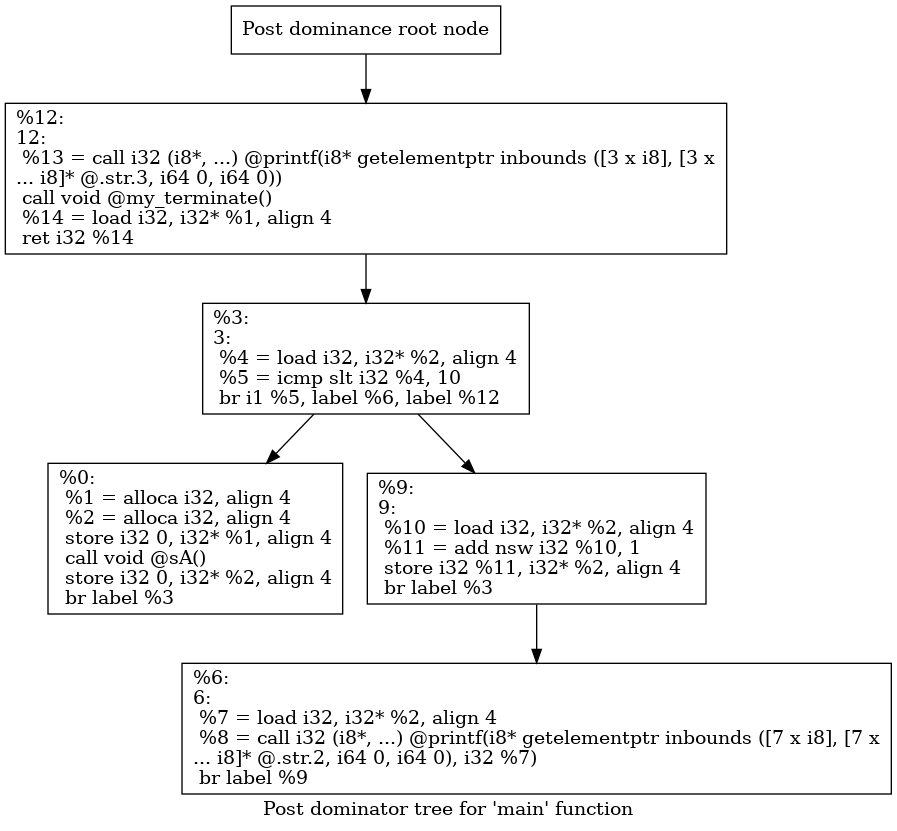 Post dominance root node
%12:
12:
%13 = call i32 (i8*, ...) @printf(i8* getelementptr inbounds ([3 x i8], [3 x
... i8]* @.str.3, i64 0, i64 0))
call void @my_terminate()
%14 = load i32, i32* %1, align 4
ret i32 %14
%3:
3:
%4 = load i32, i32* %2, align 4
%5 = icmp slt i32 %4, 10
br i1 %5, label %6, label %12
%0:
%1 = alloca i32, align 4
%2 = alloca i32, align 4
store i32 0, i32* %1, align 4
call void @sA()
store i32 0, i32* %2, align 4
br label %3
%9:
9:
%10 = load i32, i32* %2, align 4
%11 = add nsw i32 %10, 1
store i32 %11, i32* %2, align 4
br label %3
%6:
6:
%7 = load i32, i32* %2, align 4
%8 = call i32 (i8*, ...) @printf(i8* getelementptr inbounds ([7 x i8], [7 x
... i8]* @.str.2, i64 0, i64 0), i32 %7)
br label %9
Post dominator tree for 'main' function